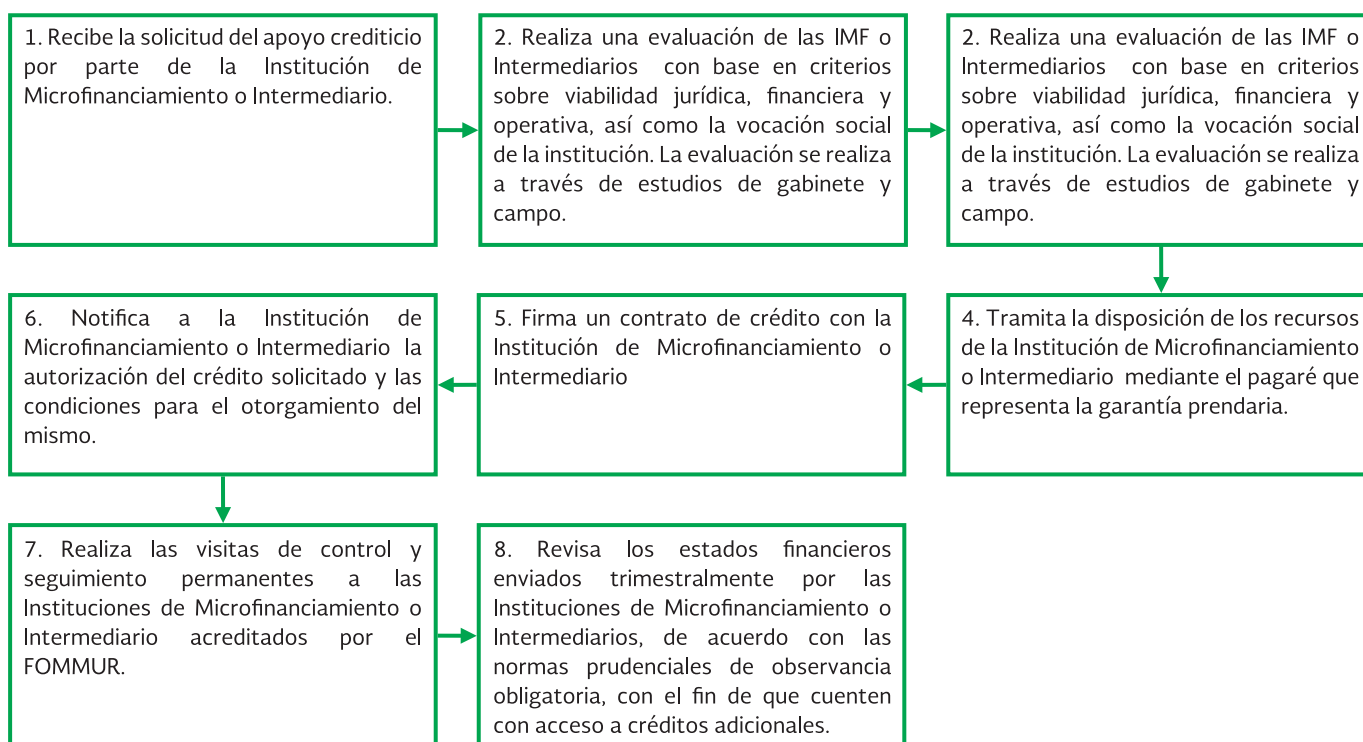 1. Recibe la solicitud del apoyo crediticio
por parte de la Institución de
Microfinanciamiento o Intermediario.
2. Realiza una evaluación de las IMF o
Intermediarios con base en criterios
sobre viabilidad jurídica, financiera y
operativa, así como la vocación social
de la institución. La evaluación se realiza
a través de estudios de gabinete y
campo.
2. Realiza una evaluación de las IMF o
Intermediarios con base en criterios
sobre viabilidad jurídica, financiera y
operativa, así como la vocación social
de la institución. La evaluación se realiza
a través de estudios de gabinete y
campo.
4. Tramita la disposición de los recursos
de la Institución de Microfinanciamiento
o Intermediario mediante el pagaré que
representa la garantía prendaria.
5. Firma un contrato de crédito con la
Institución de Microfinanciamiento o
Intermediario
6. Notifica a la Institución de
Microfinanciamiento o Intermediario la
autorización del crédito solicitado y las
condiciones para el otorgamiento del
mismo.
7. Realiza las visitas de control y
seguimiento permanentes a las
Instituciones de Microfinanciamiento o
Intermediario acreditados por el
FOMMUR.
8. Revisa los estados financieros
enviados trimestralmente por las
Instituciones de Microfinanciamiento o
Intermediarios, de acuerdo con las
normas prudenciales de observancia
obligatoria, con el fin de que cuenten
con acceso a créditos adicionales.